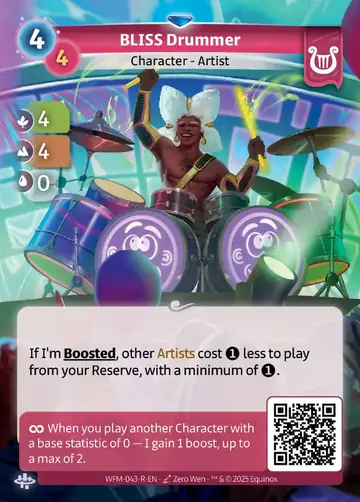 4
4
BLISS Drummer
Character - Artist
4
4
0
If I'm Boosted, other Artists cost 1 less to play
from your Reserve, with a minimum of 1.
∞ When you play another Character with
a base statistic of 0 — I gain 1 boost, up to
a max of 2.
WFM-043-R-EN - Zero Wen - ™ & © 2025 Equinox